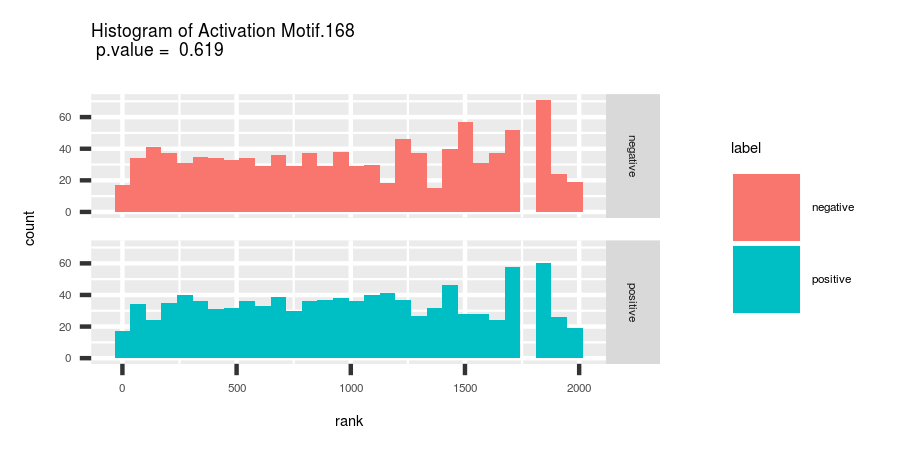 Histogram of Activation Motif.168
p.value =  0.619
count
60
40
20
0
negative
60
40
20
0
positive
0
500
1000
1500
2000
rank
label
negative
positive